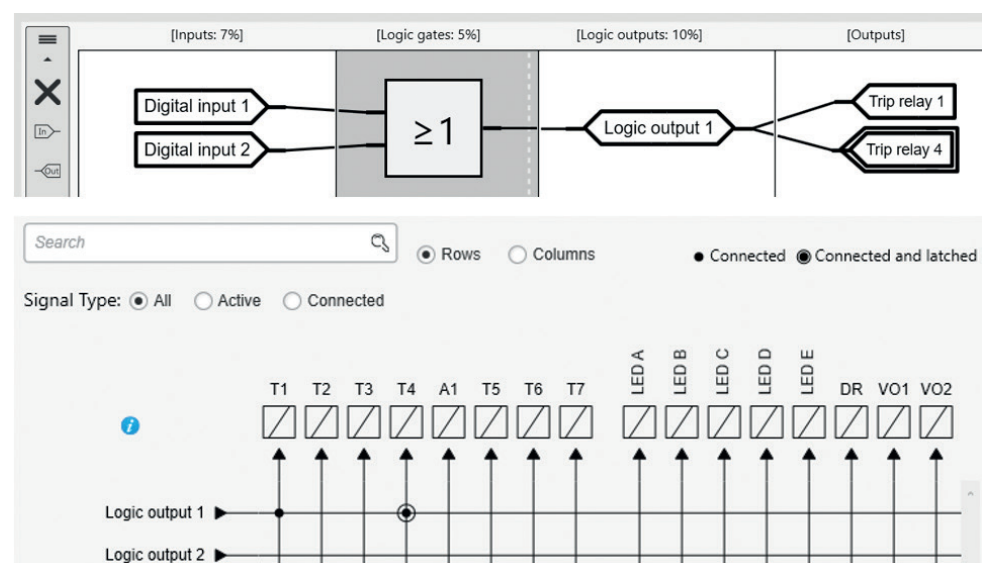 [Inputs: 7%] [Logic gates: 5%] [Logic outputs: 10%] [Outputs]
Digital input 1
Digital input 2
≥1
Logic output 1
Trip relay 1
Trip relay 4
In
Out
Search
Rows Columns
Connected Connected and latched
Signal Type: All Active Connected
T1 T2 T3 T4 A1 T5 T6 T7 LED A LED B LED C LED D LED E DR VO1 VO2
i
Logic output 1
Logic output 2